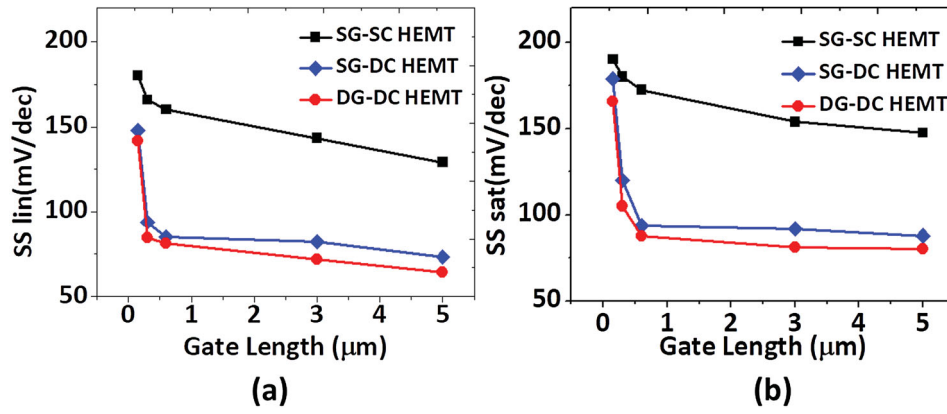 200
150
100
50
SS lin(mV/dec)
SG-SC HEMT
SG-DC HEMT
DG-DC HEMT
0 1 2 3 4 5
Gate Length (μm)
(a)
200
150
100
50
SS sat(mV/dec)
SG-SC HEMT
SG-DC HEMT
DG-DC HEMT
0 1 2 3 4 5
Gate Length (μm)
(b)